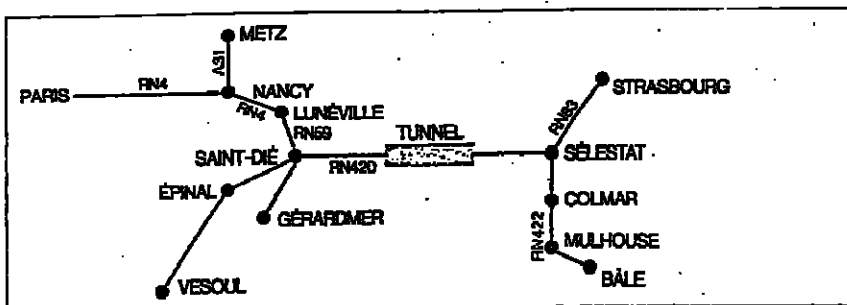 METZ
A31
PARIS
RN4
NANCY
RN4
LUNÉVILLE
RN59
SAINT-DIÉ
RN420
TUNNEL
STRASBOURG
RN83
SÉLESTAT
ÉPINAL
GÉRARDMER
COLMAR
RN422
MULHOUSE
BÂLE
VESOUL